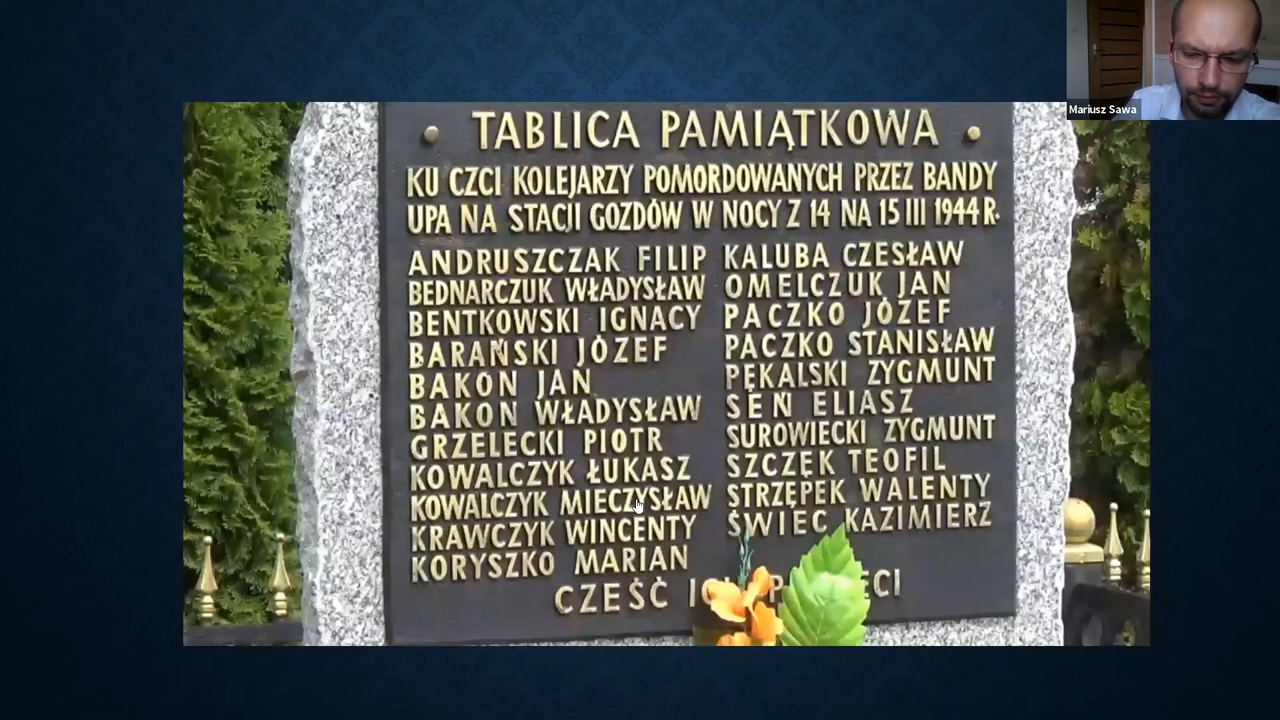 Mariusz Sawa
TABLICA PAMIĄTKOWA
KU CZCI KOLEJARZY POMORDOWANYCH PRZEZ BANDY
UPA NA STACJI GOZDÓW W NOCY Z 14 NA 15 III 1944 R.
ANDRUSZCZAK FILIP
BEDNARCZUK WŁADYSŁAW
BENTKOWSKI IGNACY
BARAŃSKI JÓZEF
BAKON JAN
BAKON WŁADYSŁAW
GRZELECKI PIOTR
KOWALCZYK ŁUKASZ
KOWALCZYK MIECZYSŁAW
KRAWCZYK WINCENTY
KORYSZKO MARIAN
KALUBA CZESŁAW
OMELCZUK JAN
PACZKO JÓZEF
PACZKO STANISŁAW
PĘKALSKI ZYGMUNT
SEŃ ELIASZ
SUROWIECKI ZYGMUNT
SZCZĘK TEOFIL
STRZĘPEK WALENTY
ŚWIEC KAZIMIERZ
CZEŚĆ